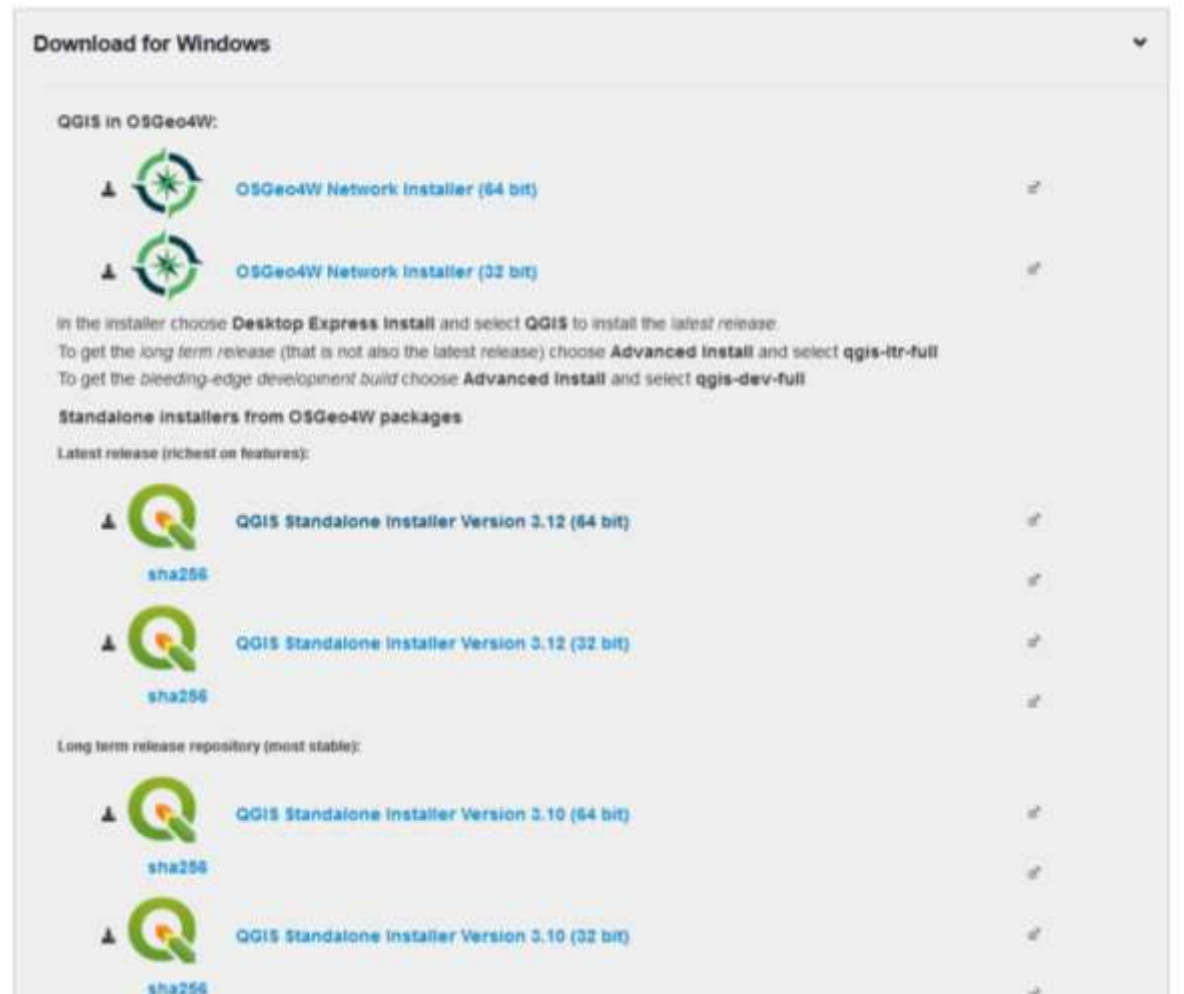 Download for Windows
QGIS in OSGeo4W:
OSGeo4W Network Installer (64 bit)
OSGeo4W Network Installer (32 bit)
In the installer choose Desktop Express Install and select QGIS to install the latest release.
To get the long term release (that is not also the latest release) choose Advanced Install and select qgis-ltr-full
To get the bleeding-edge development build choose Advanced Install and select qgis-dev-full
Standalone installers from OSGeo4W packages
Latest release (richest on features):
QGIS Standalone Installer Version 3.12 (64 bit)
sha256
QGIS Standalone Installer Version 3.12 (32 bit)
sha256
Long term release repository (most stable):
QGIS Standalone Installer Version 3.10 (64 bit)
sha256
QGIS Standalone Installer Version 3.10 (32 bit)
sha256